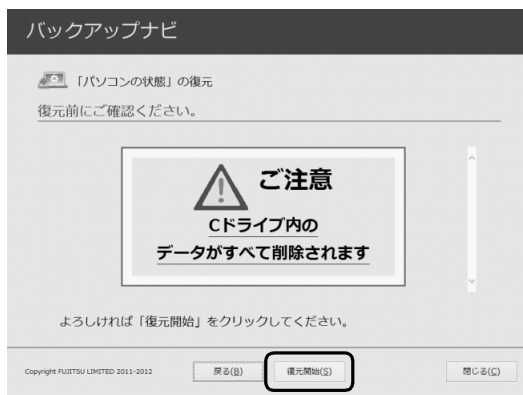 バックアップナビ
「パソコンの状態」の復元
復元前にご確認ください。
ご注意
Cドライブ内の
データがすべて削除されます
よろしければ「復元開始」をクリックしてください。
Copyright FUJITSU LIMITED 2011-2012
戻る(B)
復元開始(S)
閉じる(C)